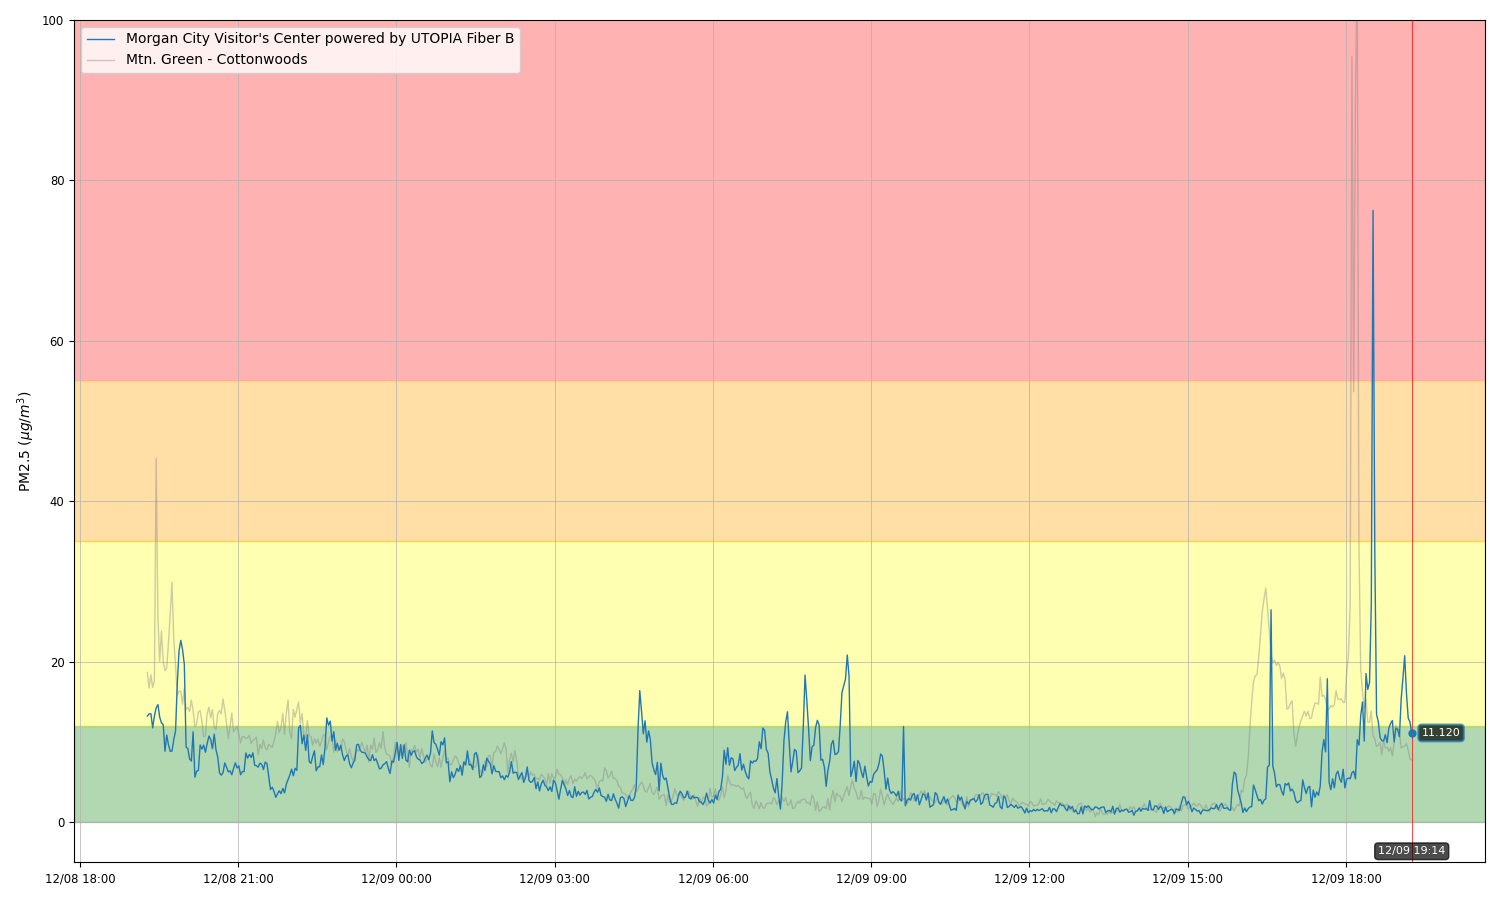 100
80
60
40
20
0
PM2.5 (μg/m³)
Morgan City Visitor's Center powered by UTOPIA Fiber B
Mtn. Green - Cottonwoods
11.120
12/09 19:14
12/08 18:00 12/08 21:00 12/09 00:00 12/09 03:00 12/09 06:00 12/09 09:00 12/09 12:00 12/09 15:00 12/09 18:00